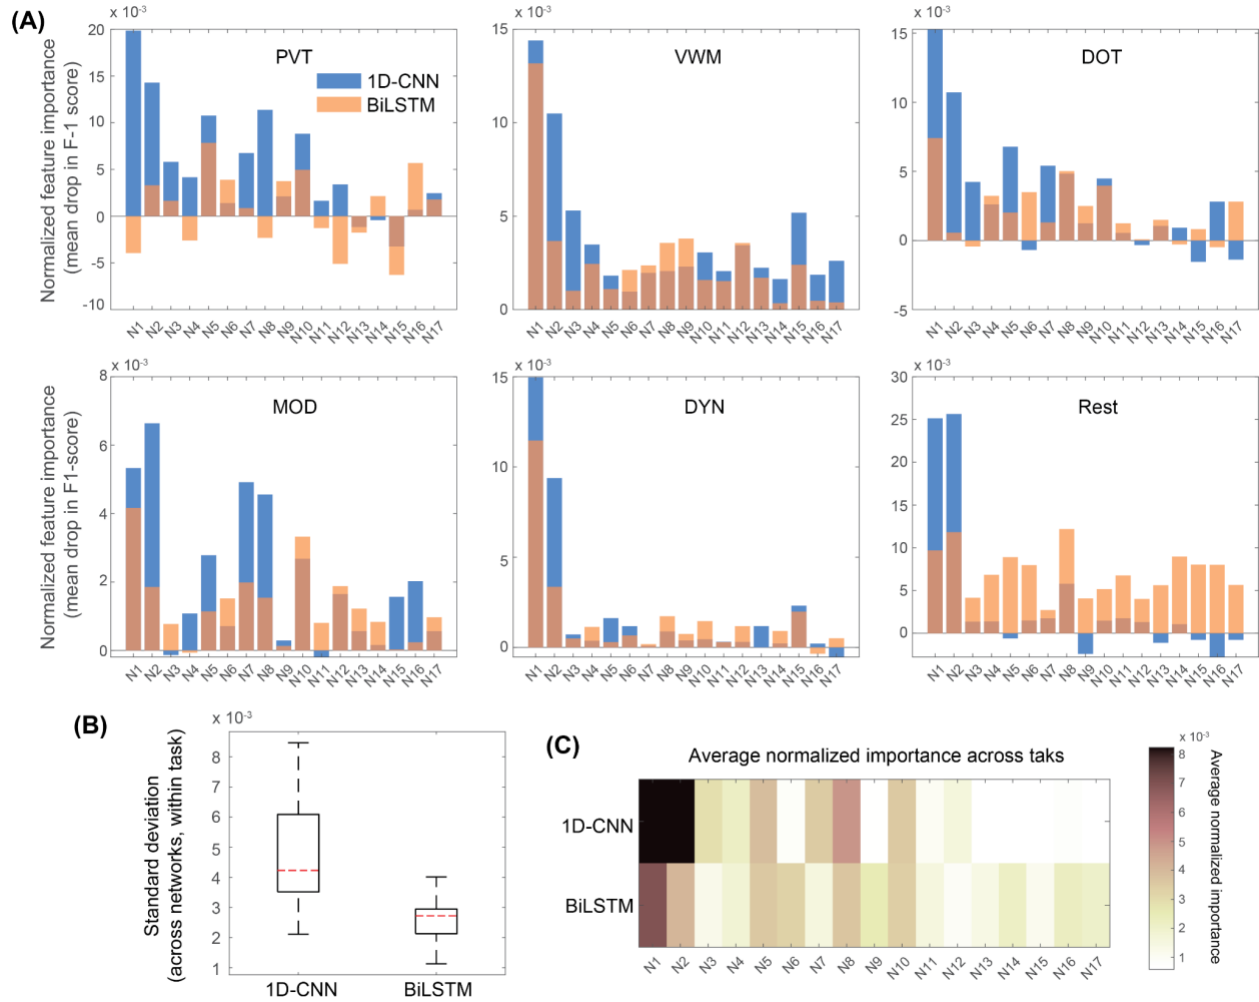 (A)
x 10⁻³
x 10⁻³
x 10⁻³
Normalized feature importance
(mean drop in F-1 score)
20
15
10
5
0
-5
-10
PVT
1D-CNN
BiLSTM
N1 N2 N3 N4 N5 N6 N7 N8 N9 N10 N11 N12 N13 N14 N15 N16 N17
15
10
5
0
VWM
N1 N2 N3 N4 N5 N6 N7 N8 N9 N10 N11 N12 N13 N14 N15 N16 N17
15
10
5
0
-5
DOT
N1 N2 N3 N4 N5 N6 N7 N8 N9 N10 N11 N12 N13 N14 N15 N16 N17
x 10⁻³
x 10⁻³
x 10⁻³
Normalized feature importance
(mean drop in F1-score)
8
6
4
2
0
MOD
N1 N2 N3 N4 N5 N6 N7 N8 N9 N10 N11 N12 N13 N14 N15 N16 N17
15
10
5
0
DYN
N1 N2 N3 N4 N5 N6 N7 N8 N9 N10 N11 N12 N13 N14 N15 N16 N17
30
25
20
15
10
5
0
Rest
N1 N2 N3 N4 N5 N6 N7 N8 N9 N10 N11 N12 N13 N14 N15 N16 N17
(B)
x 10⁻³
Standard deviation
(across networks, within task)
8
7
6
5
4
3
2
1
1D-CNN
BiLSTM
(C)
Average normalized importance across taks
1D-CNN
BiLSTM
N1 N2 N3 N4 N5 N6 N7 N8 N9 N10 N11 N12 N13 N14 N15 N16 N17
x 10⁻³
8
7
6
5
4
3
2
1
Average normalized importance